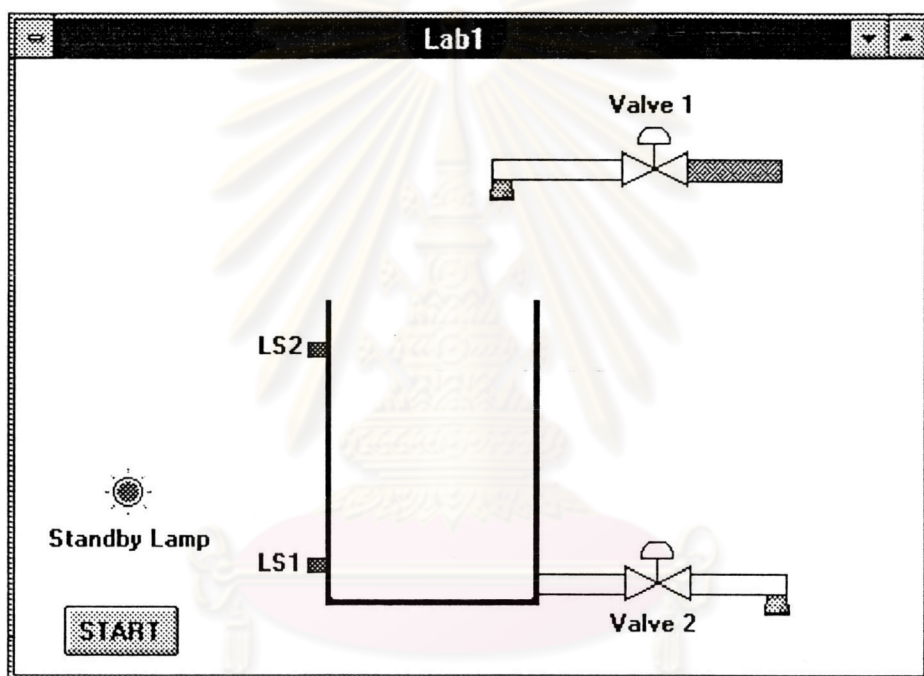 Lab1
Valve 1
LS2
Standby Lamp
LS1
START
Valve 2